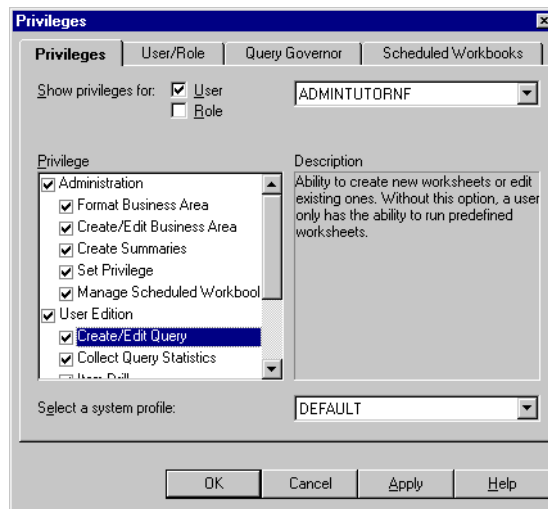 Privileges
Privileges User/Role Query Governor Scheduled Workbooks
Show privileges for: User ADMINTUTORNF
Role
Privilege
Administration
Format Business Area
Create/Edit Business Area
Create Summaries
Set Privilege
Manage Scheduled Workbool
User Edition
Create/Edit Query
Collect Query Statistics
Item Drill
Description
Ability to create new worksheets or edit
existing ones. Without this option, a user
only has the ability to run predefined
worksheets.
Select a system profile: DEFAULT
OK Cancel Apply Help